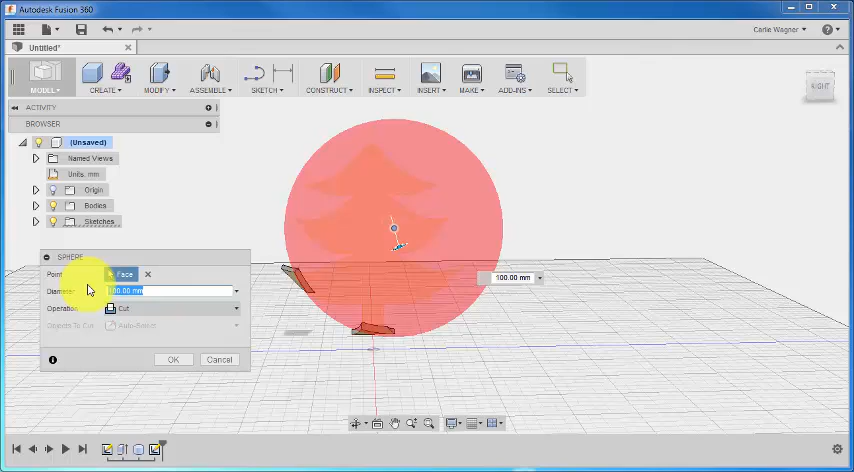 Autodesk Fusion 360
Carlie Wagner
Untitled*
MODEL
CREATE
MODIFY
ASSEMBLE
SKETCH
CONSTRUCT
INSPECT
INSERT
MAKE
ADD-INS
SELECT
RIGHT
ACTIVITY
BROWSER
(Unsaved)
Named Views
Units: mm
Origin
Bodies
Sketches
SPHERE
Point Face
Diameter 100.00 mm
100.00 mm
Operation Cut
Objects To Cut Auto-Select
OK Cancel